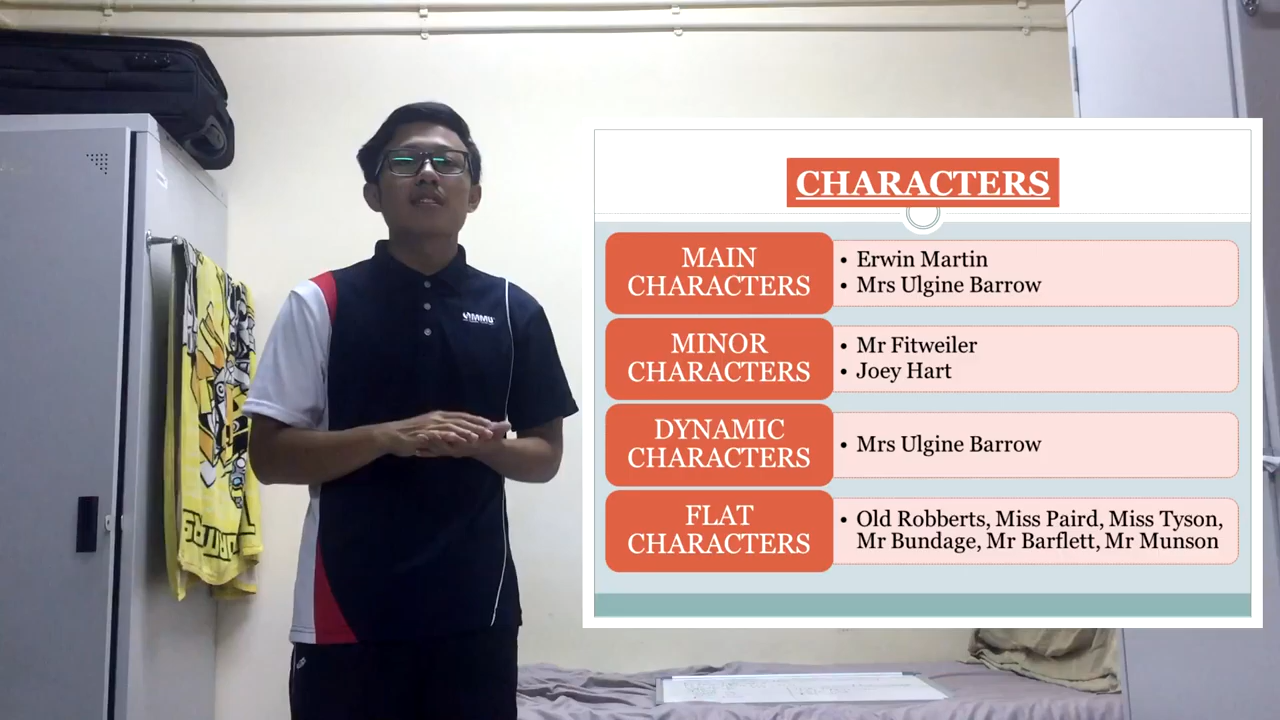 CHARACTERS
MAIN
CHARACTERS
• Erwin Martin
• Mrs Ulgine Barrow
MINOR
CHARACTERS
• Mr Fitweiler
• Joey Hart
DYNAMIC
CHARACTERS
• Mrs Ulgine Barrow
FLAT
CHARACTERS
• Old Robberts, Miss Paird, Miss Tyson,
Mr Bundage, Mr Barflett, Mr Munson
MMU